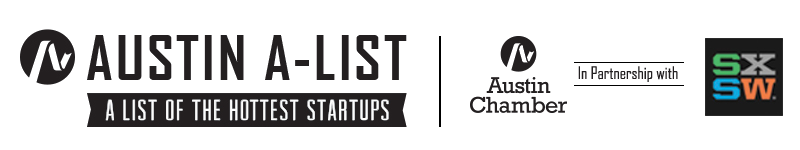 AUSTIN A-LIST
A LIST OF THE HOTTEST STARTUPS
Austin
Chamber
In Partnership with
SX
SW.